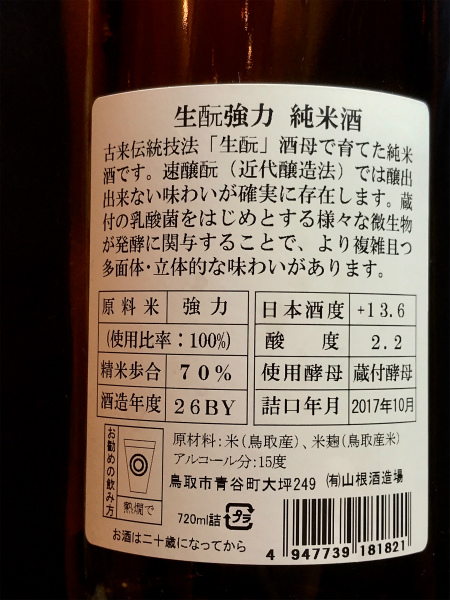 生酛強力 純米酒
古来伝統技法「生酛」酒母で育てた純米
酒です。速醸酛（近代醸造法）では醸出
出来ない味わいが確実に存在します。蔵
付の乳酸菌をはじめとする様々な微生物
が発酵に関与することで、より複雑且つ
多面体・立体的な味わいがあります。
原料米 強力
(使用比率：100%)
精米歩合 70%
酒造年度 26BY
日本酒度 +13.6
酸度 2.2
使用酵母 蔵付酵母
詰口年月 2017年10月
お勧めの飲み方
熱燗で
原材料：米（鳥取産）、米麹（鳥取産米）
アルコール分：15度
鳥取市青谷町大坪249 ㈲山根酒造場
720ml詰 プラ
お酒は二十歳になってから
4 947739 181821